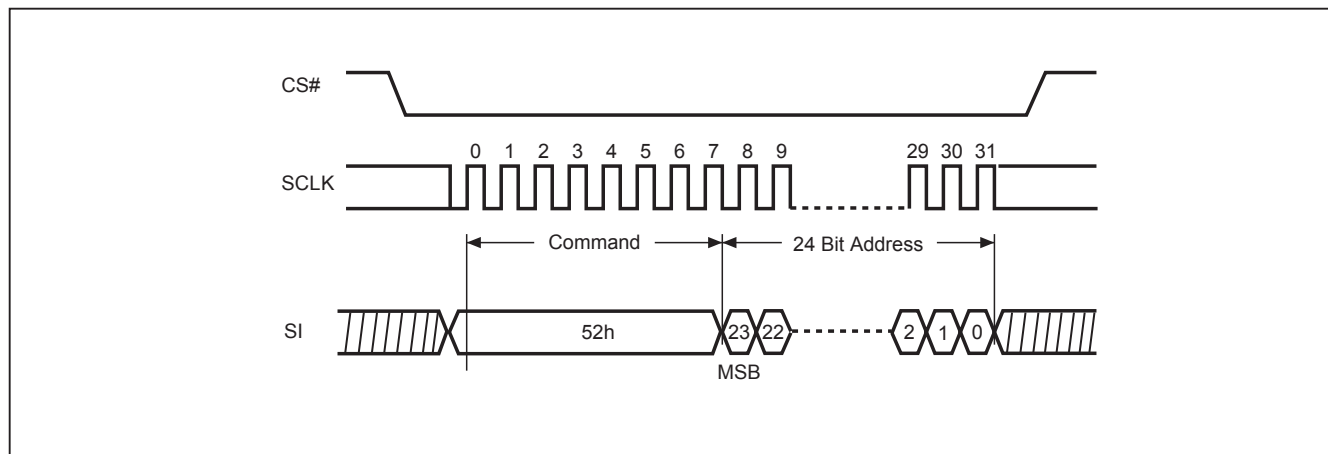 CS#
0 1 2 3 4 5 6 7 8 9 29 30 31
SCLK
Command 24 Bit Address
SI 52h 23 22 2 1 0
MSB